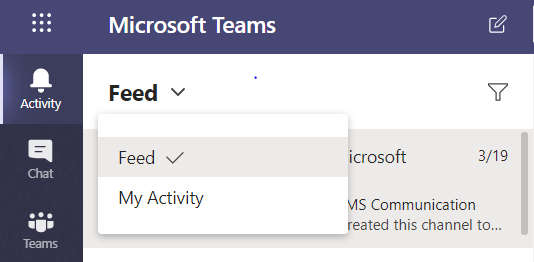 Microsoft Teams
Activity
Feed
Feed
icrosoft 3/19
Chat
My Activity
MS Communication
reated this channel to...
Teams